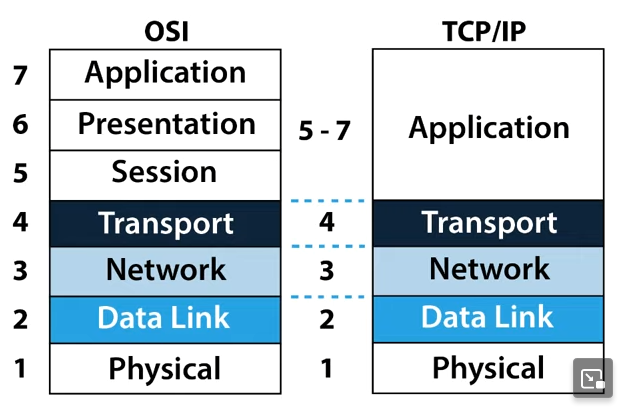 OSI
TCP/IP
7
Application
6
Presentation
5
Session
5 - 7
Application
4
Transport
4
Transport
3
Network
3
Network
2
Data Link
2
Data Link
1
Physical
1
Physical